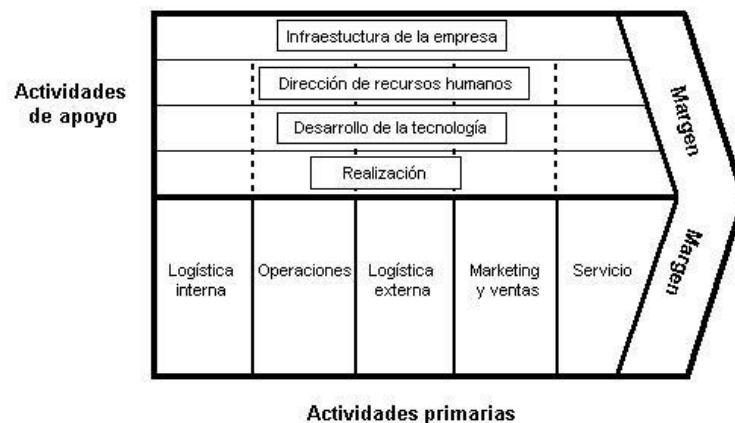 Infraestuctura de la empresa
Dirección de recursos humanos
Actividades
de apoyo
Desarrollo de la tecnología
Realización
Margen
Logística
interna
Operaciones
Logística
externa
Marketing
y ventas
Servicio
Margen
Actividades primarias